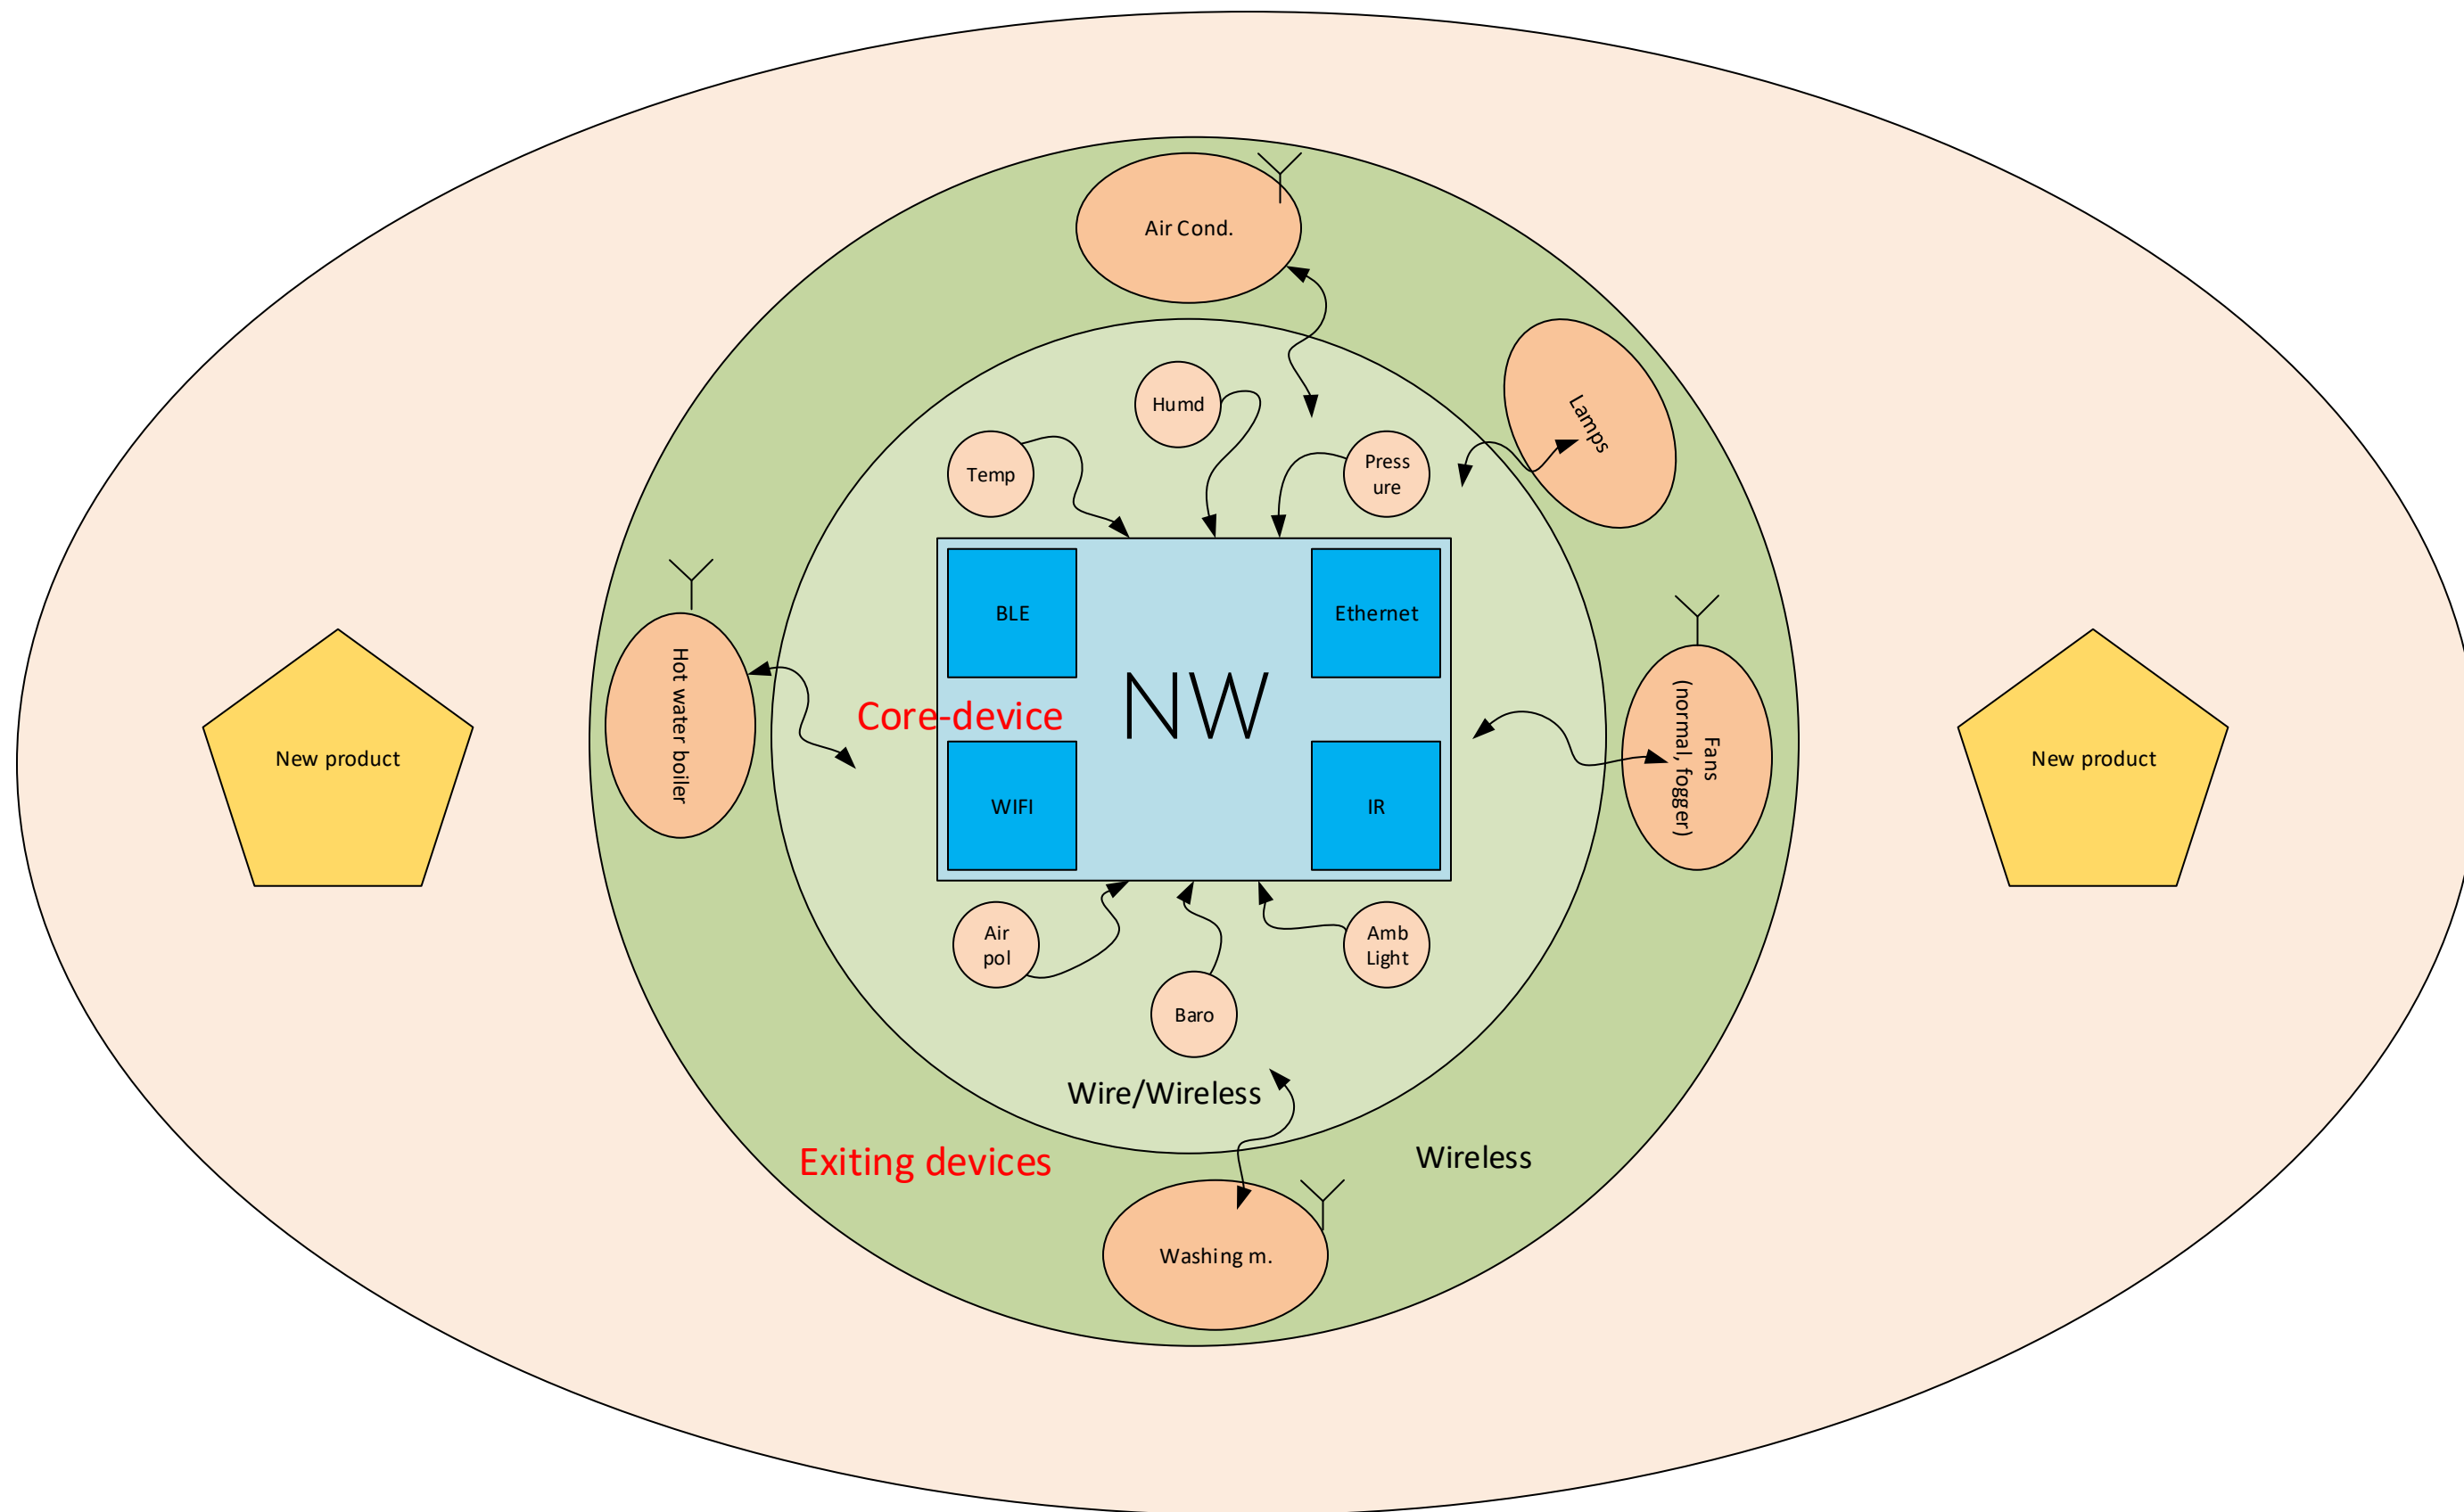 Air Cond.
Lamps
Humd
Temp
Press
ure
BLE
Ethernet
NW
Core-device
WIFI
IR
Hot water boiler
Fans
(normal, fogger)
New product
New product
Air
pol
Baro
Amb
Light
Wire/Wireless
Exiting devices
Wireless
Washing m.